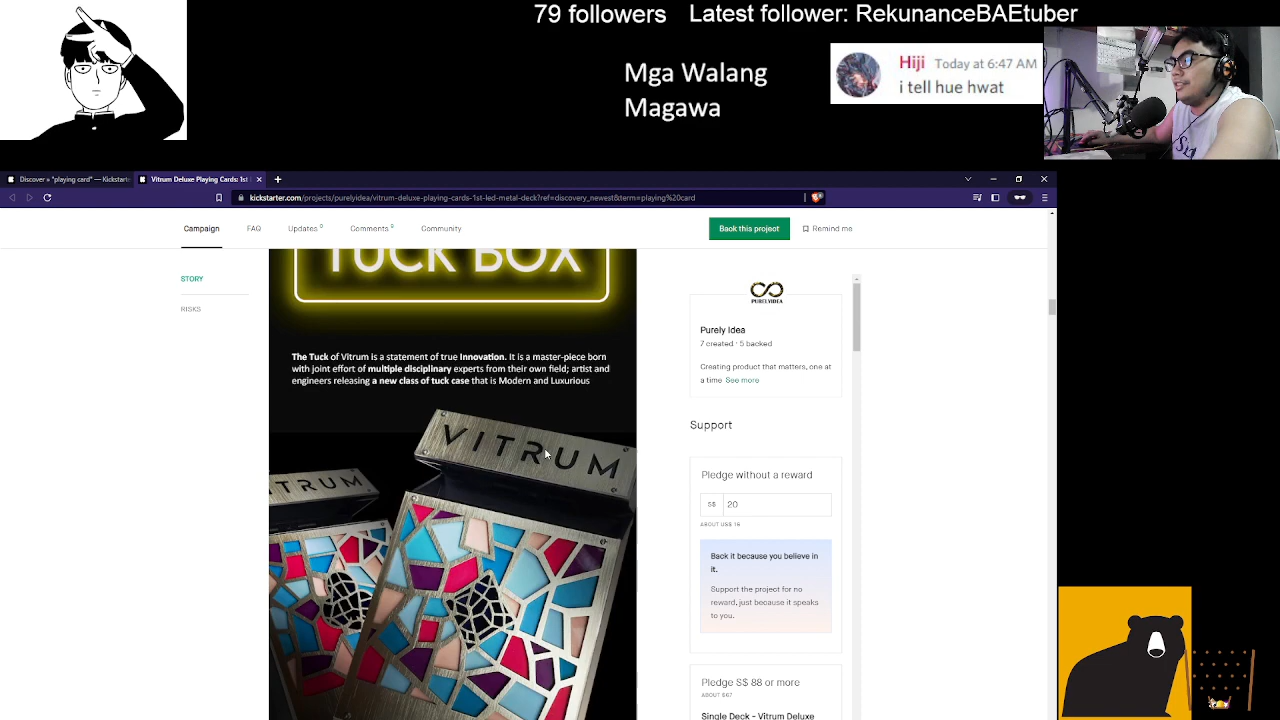 79 followers
Latest follower: RekunanceBAEtuber
Mga Walang
Magawa
Hiji Today at 6:47 AM
i tell hue hwat
Discover » "playing card" — Kickstarte
Vitrum Deluxe Playing Cards: 1st
kickstarter.com/projects/purelyidea/vitrum-deluxe-playing-cards-1st-led-metal-deck?ref=discovery_newest&term=playing%20card
Campaign
FAQ
Updates
Comments
Community
Back this project
Remind me
STORY
RISKS
TUCK BOX
The Tuck of Vitrum is a statement of true Innovation. It is a master-piece born
with joint effort of multiple disciplinary experts from their own field; artist and
engineers releasing a new class of tuck case that is Modern and Luxurious
VITRUM
ITRUM
PURELYIDEA
Purely Idea
7 created · 5 backed
Creating product that matters, one at
a time See more
Support
Pledge without a reward
S$ 20
ABOUT US$ 15
Back it because you believe in
it.
Support the project for no
reward, just because it speaks
to you.
Pledge S$ 88 or more
ABOUT $67
Single Deck - Vitrum Deluxe